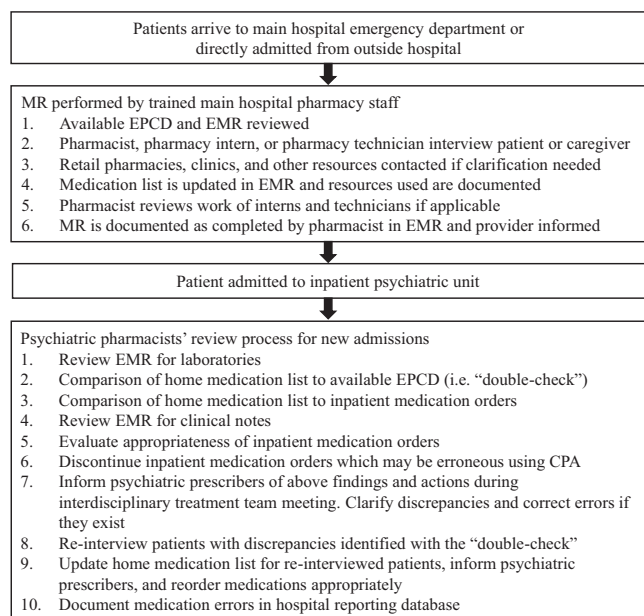 Patients arrive to main hospital emergency department or
directly admitted from outside hospital
MR performed by trained main hospital pharmacy staff
1. Available EPCD and EMR reviewed
2. Pharmacist, pharmacy intern, or pharmacy technician interview patient or caregiver
3. Retail pharmacies, clinics, and other resources contacted if clarification needed
4. Medication list is updated in EMR and resources used are documented
5. Pharmacist reviews work of interns and technicians if applicable
6. MR is documented as completed by pharmacist in EMR and provider informed
Patient admitted to inpatient psychiatric unit
Psychiatric pharmacists' review process for new admissions
1. Review EMR for laboratories
2. Comparison of home medication list to available EPCD (i.e. “double-check”)
3. Comparison of home medication list to inpatient medication orders
4. Review EMR for clinical notes
5. Evaluate appropriateness of inpatient medication orders
6. Discontinue inpatient medication orders which may be erroneous using CPA
7. Inform psychiatric prescribers of above findings and actions during
interdisciplinary treatment team meeting. Clarify discrepancies and correct errors if
they exist
8. Re-interview patients with discrepancies identified with the “double-check”
9. Update home medication list for re-interviewed patients, inform psychiatric
prescribers, and reorder medications appropriately
10. Document medication errors in hospital reporting database